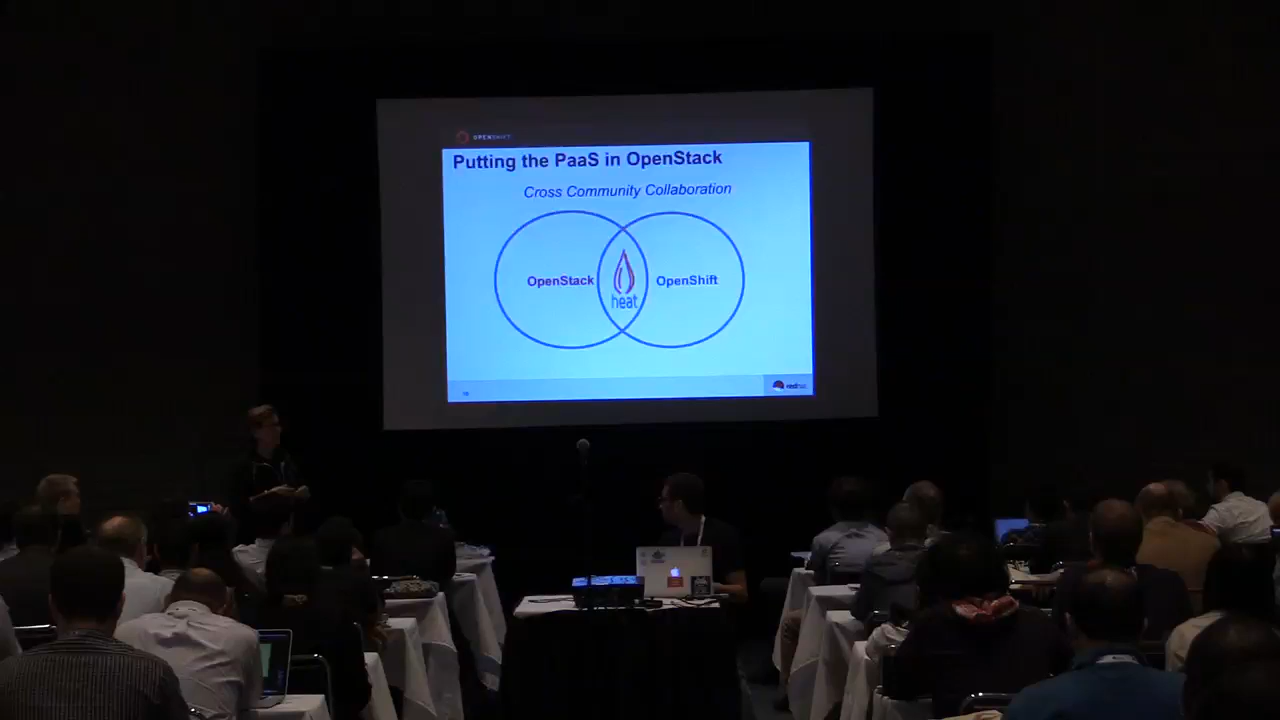 OPENSHIFT
Putting the PaaS in OpenStack
Cross Community Collaboration
OpenStack
heat
OpenShift
redhat